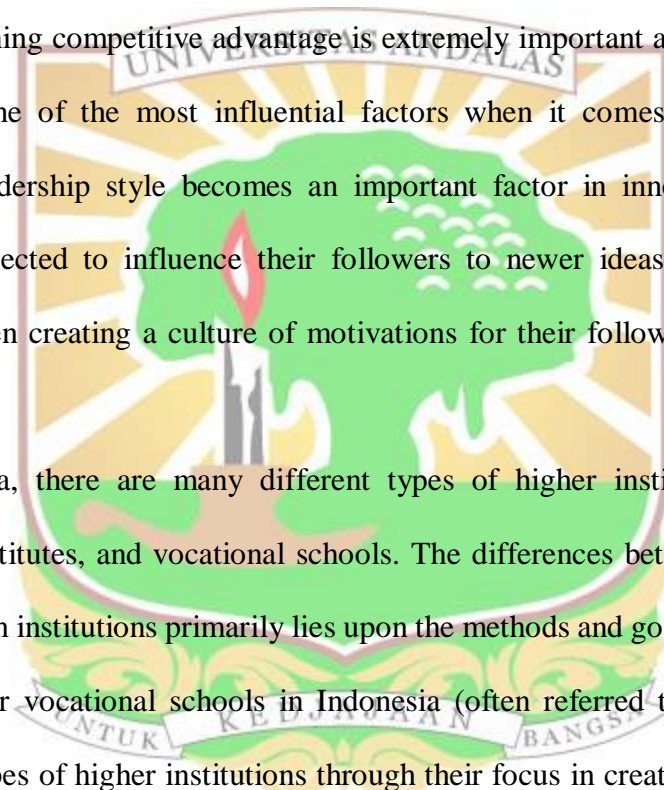 ning competitive advantage is extremely important a
UNIVERSITAS ANDALAS
ne of the most influential factors when it comes
dership style becomes an important factor in inno
ected to influence their followers to newer ideas
en creating a culture of motivations for their follow
a, there are many different types of higher insti
titutes, and vocational schools. The differences bet
n institutions primarily lies upon the methods and go
r vocational schools in Indonesia (often referred t
UNTUK KEDJAJAAN BANGSA
pes of higher institutions through their focus in creat